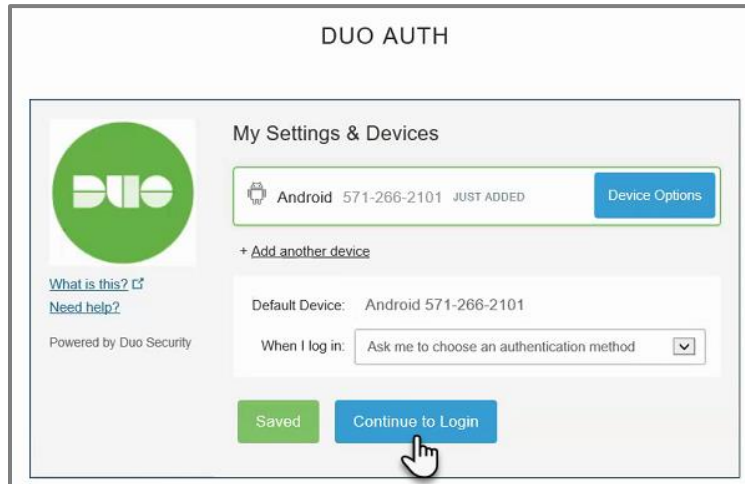 DUO AUTH
DUO
What is this?
Need help?
Powered by Duo Security
My Settings & Devices
Android 571-266-2101 JUST ADDED Device Options
+ Add another device
Default Device: Android 571-266-2101
When I log in: Ask me to choose an authentication method
Saved Continue to Login